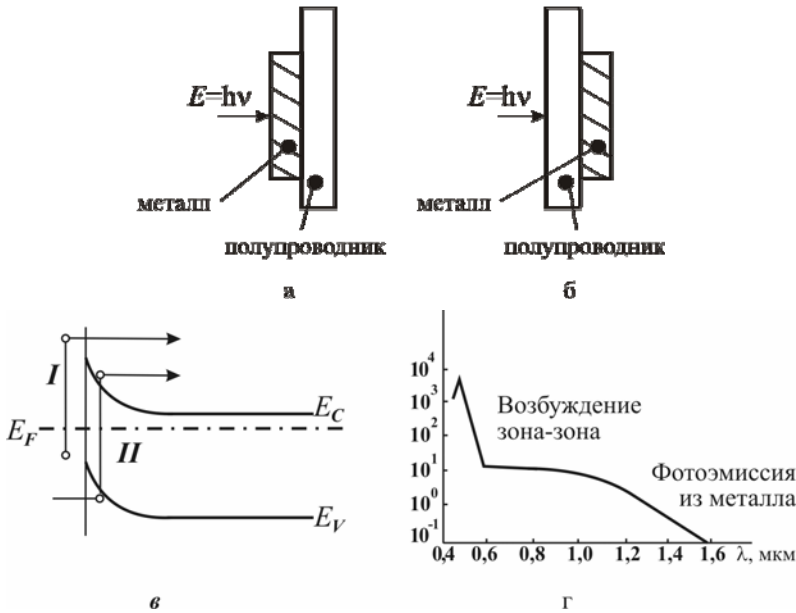 E=hν
металл
полупроводник
а
E=hν
металл
полупроводник
б
I
II
E_F
E_C
E_V
в
10^4
10^3
10^2
10^1
10^0
10^-1
Возбуждение
зона-зона
Фотоэмиссия
из металла
0,4 0,6 0,8 1,0 1,2 1,4 1,6 λ, мкм
г